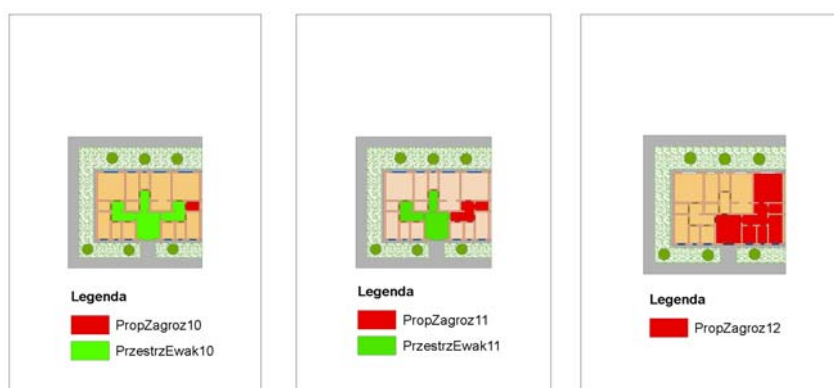 Legenda
PropZagroz10
PrzestrzEwak10
Legenda
PropZagroz11
PrzestrzEwak11
Legenda
PropZagroz12